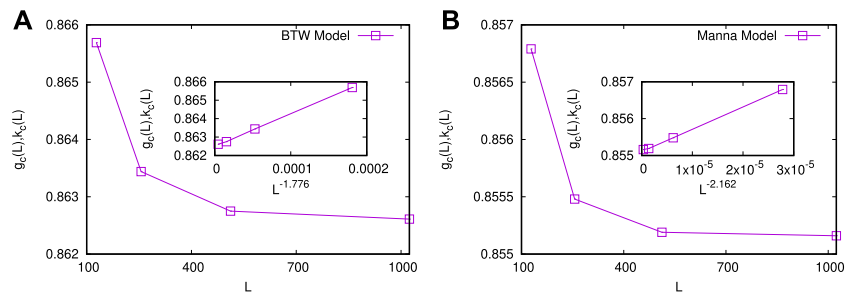 A
BTW Model
g_c(L),k_c(L)
0.866
0.865
0.864
0.863
0.862
100
400
700
1000
L
g_c(L),k_c(L)
0.866
0.865
0.864
0.863
0.862
0
0.0001
0.0002
L^-1.776
B
Manna Model
g_c(L),k_c(L)
0.857
0.8565
0.856
0.8555
0.855
100
400
700
1000
L
g_c(L),k_c(L)
0.857
0.856
0.855
0
1x10^-5
2x10^-5
3x10^-5
L^-2.162